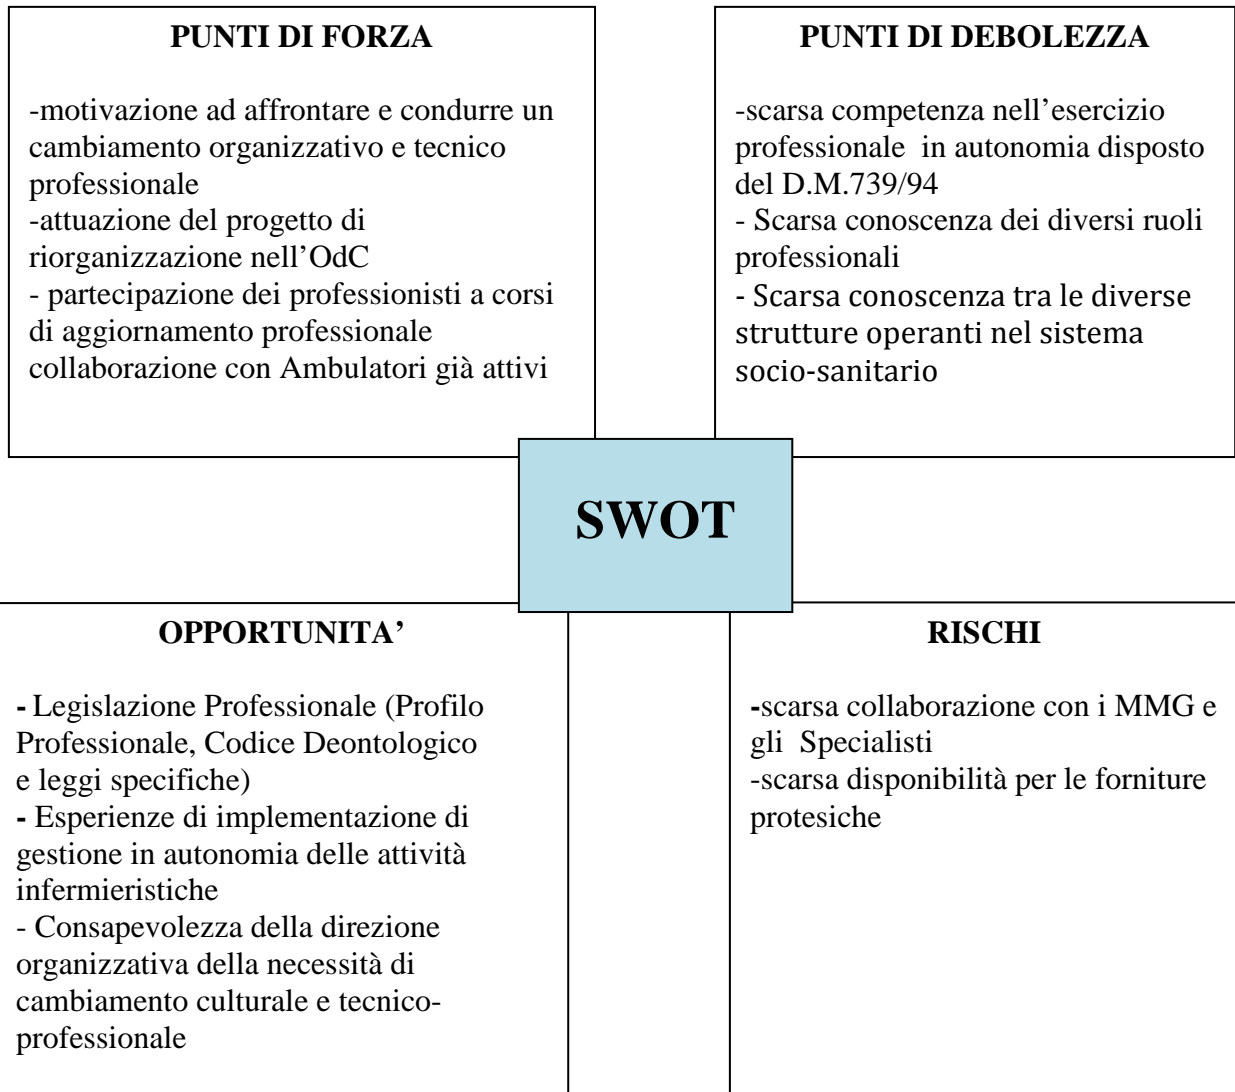 PUNTI DI FORZA
-motivazione ad affrontare e condurre un
cambiamento organizzativo e tecnico
professionale
-attuazione del progetto di
riorganizzazione nell’OdC
- partecipazione dei professionisti a corsi
di aggiornamento professionale
collaborazione con Ambulatori già attivi
PUNTI DI DEBOLEZZA
-scarsa competenza nell’esercizio
professionale  in autonomia disposto
del D.M.739/94
- Scarsa conoscenza dei diversi ruoli
professionali
- Scarsa conoscenza tra le diverse
strutture operanti nel sistema
socio-sanitario
SWOT
OPPORTUNITA’
- Legislazione Professionale (Profilo
Professionale, Codice Deontologico
e leggi specifiche)
- Esperienze di implementazione di
gestione in autonomia delle attività
infermieristiche
- Consapevolezza della direzione
organizzativa della necessità di
cambiamento culturale e tecnico-
professionale
RISCHI
-scarsa collaborazione con i MMG e
gli  Specialisti
-scarsa disponibilità per le forniture
protesiche